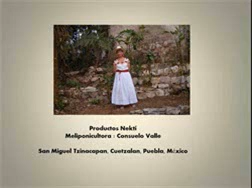 Productos Nekti
Meliponicultora : Consuelo Valle
San Miguel Tzinacapan, Cuetzalan, Puebla, México